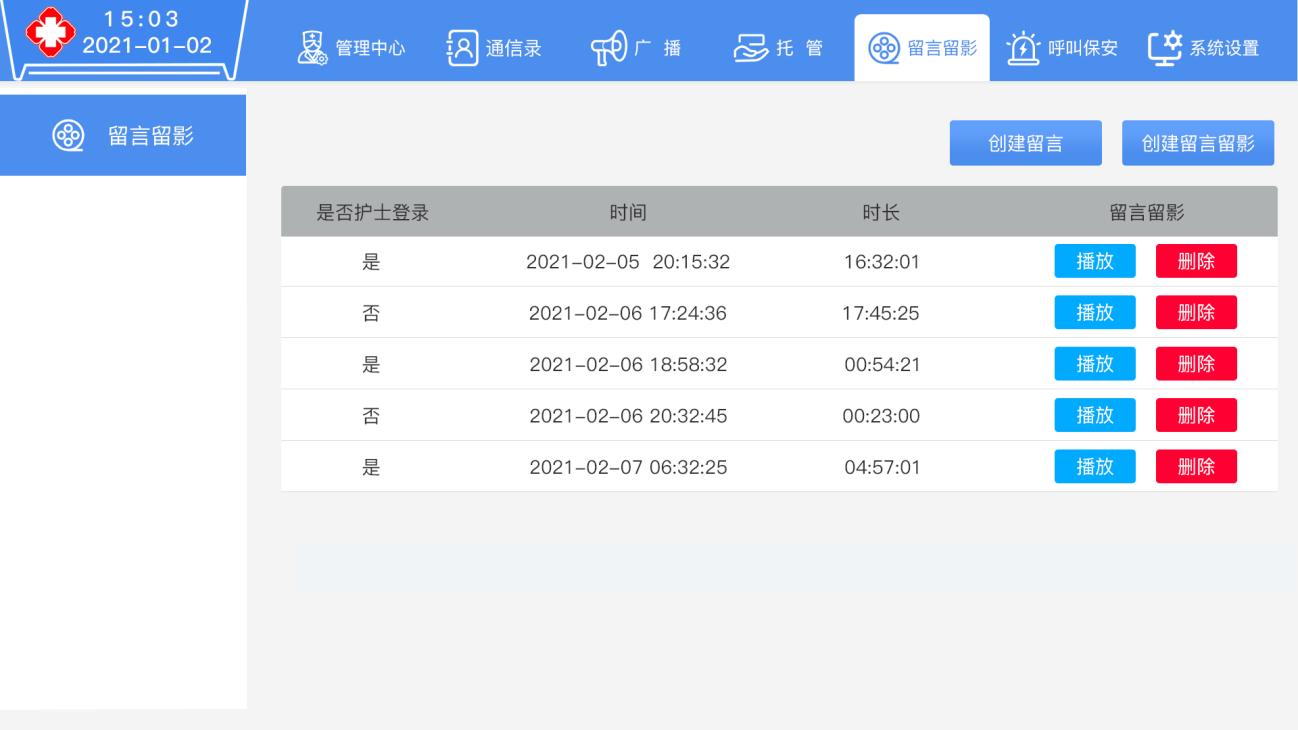 15:03
2021-01-02
管理中心 通信录 广 播 托 管 留言留影 呼叫保安 系统设置
留言留影
创建留言 创建留言留影
是否护士登录 时间 时长 留言留影
是 2021-02-05 20:15:32 16:32:01 播放 删除
否 2021-02-06 17:24:36 17:45:25 播放 删除
是 2021-02-06 18:58:32 00:54:21 播放 删除
否 2021-02-06 20:32:45 00:23:00 播放 删除
是 2021-02-07 06:32:25 04:57:01 播放 删除